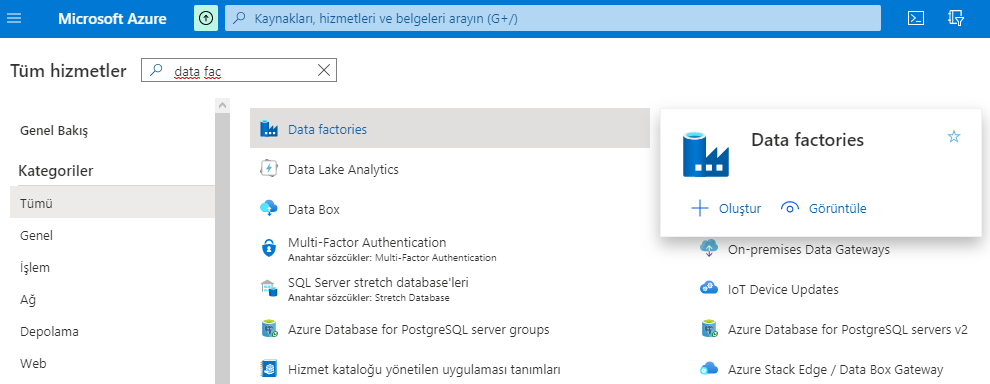 Microsoft Azure
Kaynakları, hizmetleri ve belgeleri arayın (G+/)
Tüm hizmetler
data fac
Genel Bakış
Kategoriler
Tümü
Genel
İşlem
Ağ
Depolama
Web
Data factories
Data Lake Analytics
Data Box
Multi-Factor Authentication
Anahtar sözcükler: Multi-Factor Authentication
SQL Server stretch database'leri
Anahtar sözcükler: Stretch Database
Azure Database for PostgreSQL server groups
Hizmet kataloğu yönetilen uygulaması tanımları
Data factories
Oluştur
Görüntüle
On-premises Data Gateways
IoT Device Updates
Azure Database for PostgreSQL servers v2
Azure Stack Edge / Data Box Gateway